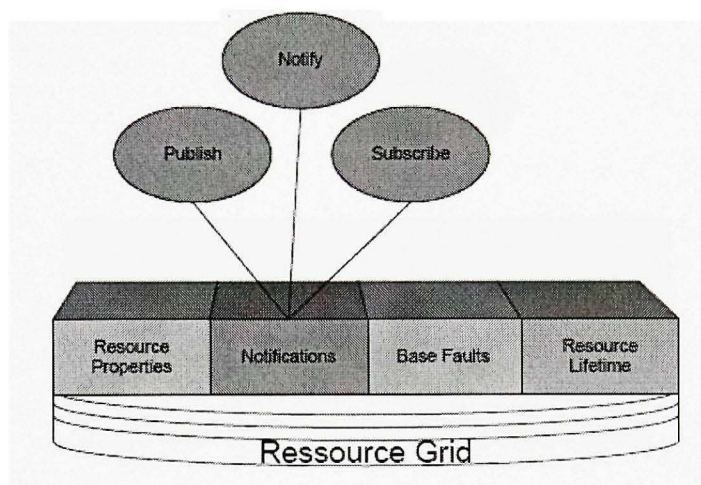 Notify
Publish
Subscribe
Resource
Properties
Notifications
Base Faults
Resource
Lifetime
Ressource Grid